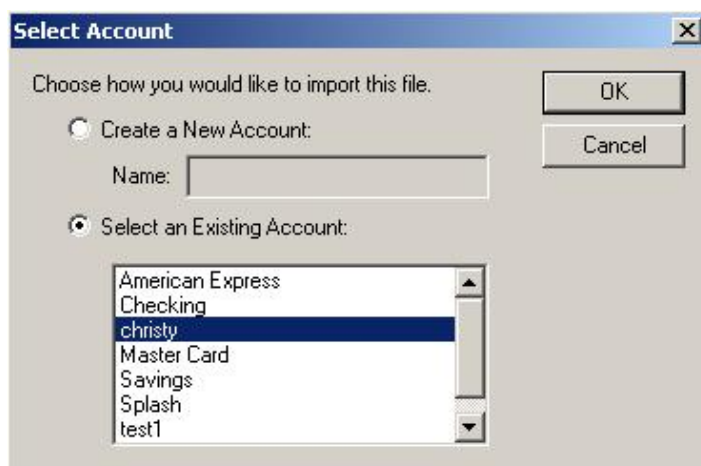 Select Account
Choose how you would like to import this file.
OK
Create a New Account:
Cancel
Name:
Select an Existing Account:
American Express
Checking
christy
Master Card
Savings
Splash
test1